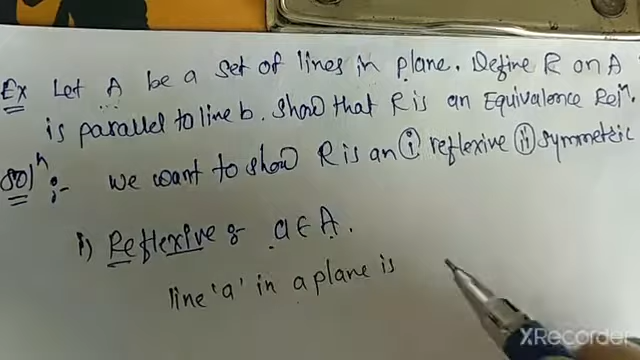 Ex Let A be a set of lines in plane. Define R on A
is parallel to line b. Show that R is an Equivalence Relⁿ.
Solⁿ :- We want to show R is an (i) reflexive (ii) symmetric
i) Reflexive : a ∈ A.
line 'a' in a plane is
XRecorder